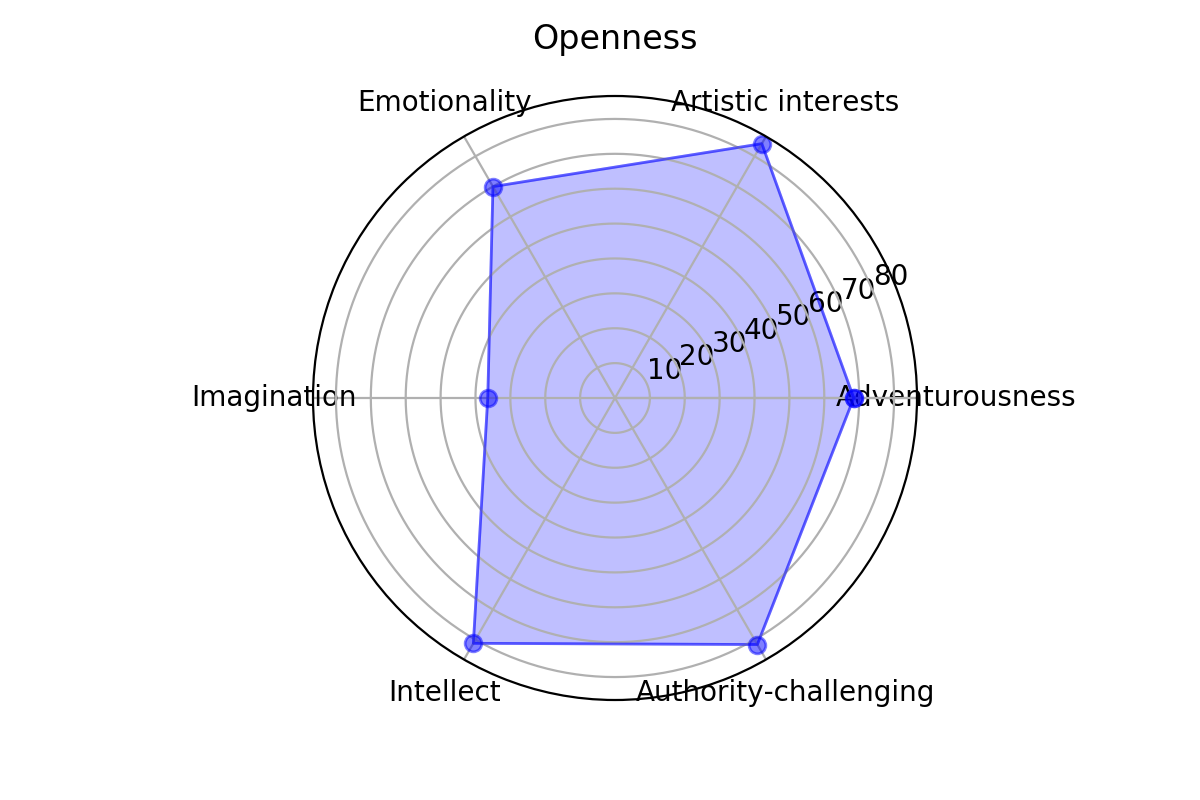 Openness
Emotionality
Artistic interests
80
70
60
50
40
30
20
10
Imagination
Adventurousness
Intellect
Authority-challenging